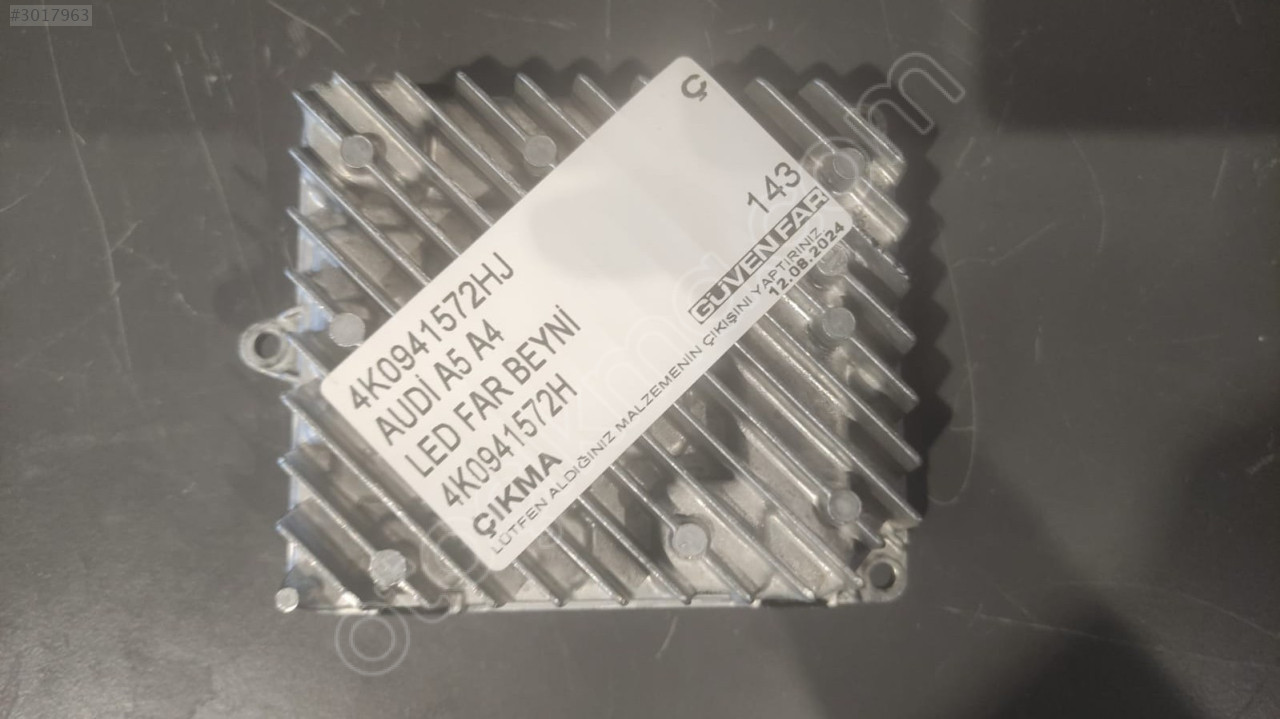 #3017963
Ç
143
4K0941572HJ
AUDİ A5 A4
LED FAR BEYNİ
4K0941572H
ÇIKMA
GÜVEN FAR
LÜTFEN ALDIĞINIZ MALZEMENİN ÇIKIŞINI YAPTIRINIZ
12.08.2024